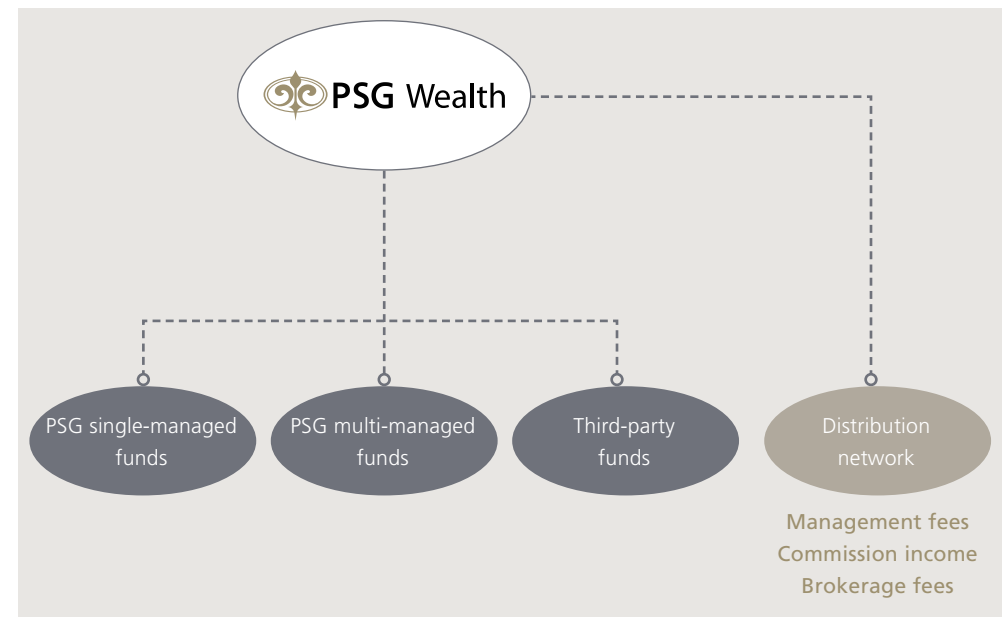 PSG Wealth
PSG single-managed
funds
PSG multi-managed
funds
Third-party
funds
Distribution
network
Management fees
Commission income
Brokerage fees